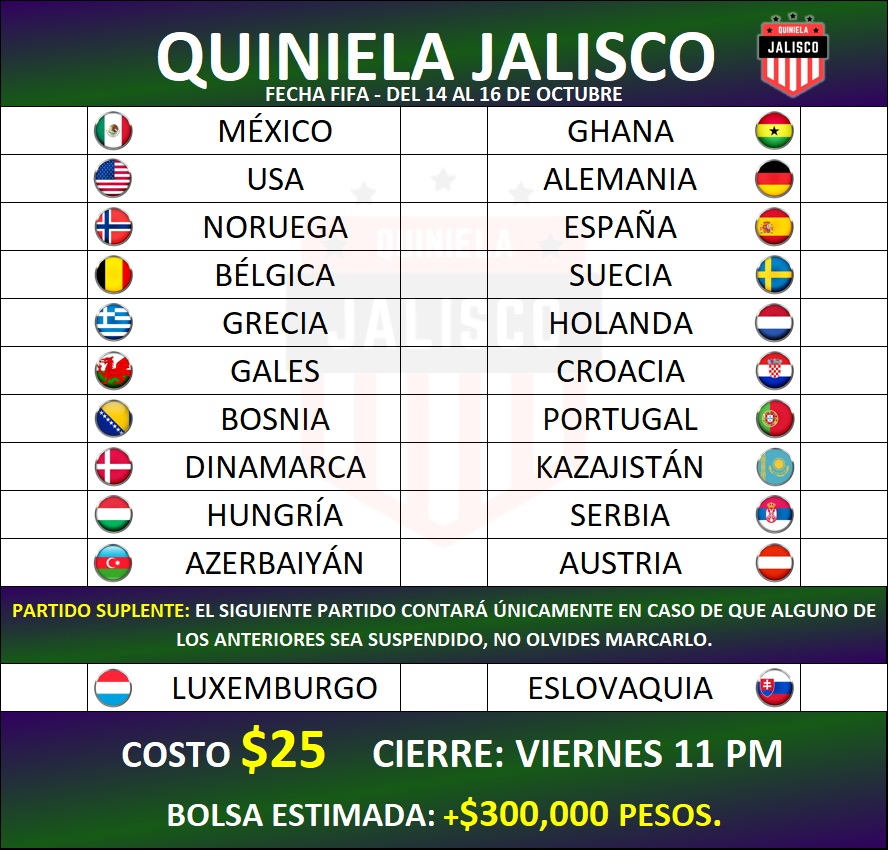 QUINIELA JALISCO
QUINIELA
JALISCO
FECHA FIFA - DEL 14 AL 16 DE OCTUBRE
MÉXICO GHANA
USA ALEMANIA
NORUEGA ESPAÑA
QUINIELA
BÉLGICA SUECIA
JALISCO
GRECIA HOLANDA
GALES CROACIA
BOSNIA PORTUGAL
DINAMARCA KAZAJISTÁN
HUNGRÍA SERBIA
AZERBAIYÁN AUSTRIA
PARTIDO SUPLENTE: EL SIGUIENTE PARTIDO CONTARÁ ÚNICAMENTE EN CASO DE QUE ALGUNO DE
LOS ANTERIORES SEA SUSPENDIDO, NO OLVIDES MARCARLO.
LUXEMBURGO ESLOVAQUIA
COSTO $25 CIERRE: VIERNES 11 PM
BOLSA ESTIMADA: +$300,000 PESOS.